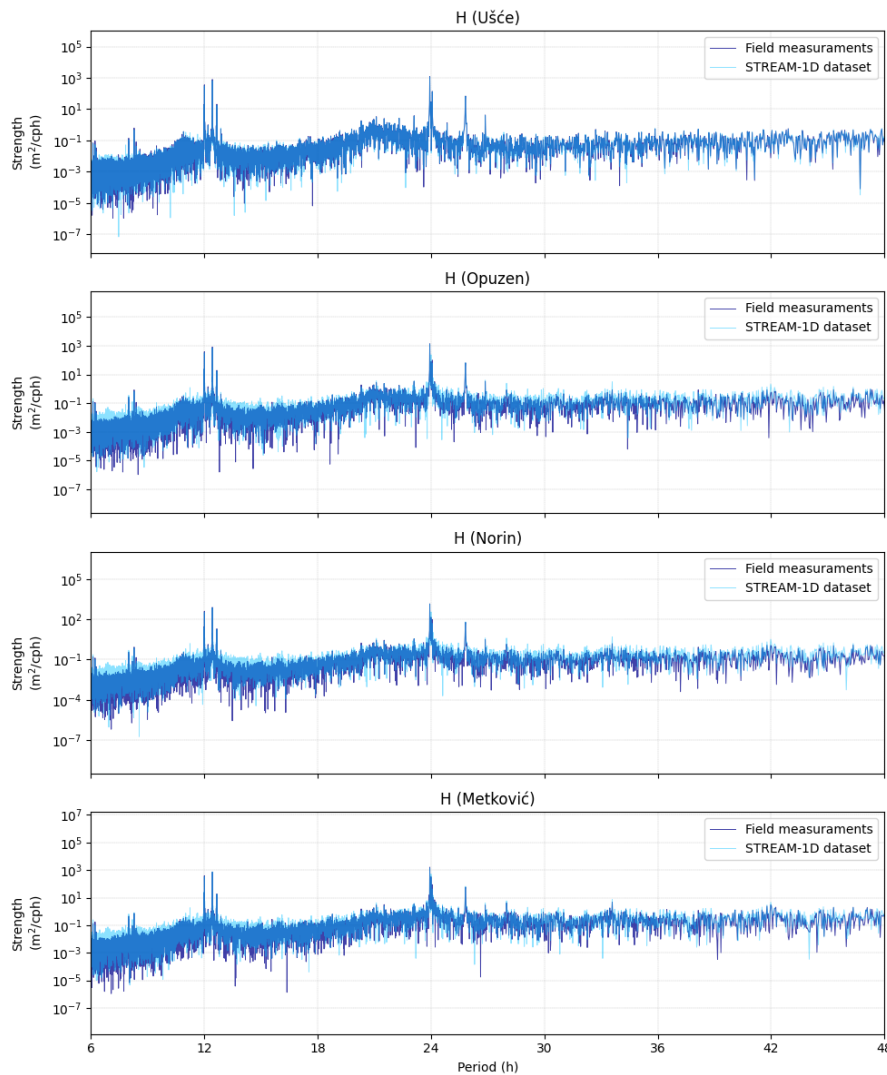 H (Ušće)
Strength
(m²/cph)
10⁵
10³
10¹
10⁻¹
10⁻³
10⁻⁵
10⁻⁷
Field measuraments
STREAM-1D dataset
H (Opuzen)
Strength
(m²/cph)
10⁵
10³
10¹
10⁻¹
10⁻³
10⁻⁵
10⁻⁷
Field measuraments
STREAM-1D dataset
H (Norin)
Strength
(m²/cph)
10⁵
10²
10⁻¹
10⁻⁴
10⁻⁷
Field measuraments
STREAM-1D dataset
H (Metković)
Strength
(m²/cph)
10⁷
10⁵
10³
10¹
10⁻¹
10⁻³
10⁻⁵
10⁻⁷
Field measuraments
STREAM-1D dataset
6 12 18 24 30 36 42 48
Period (h)